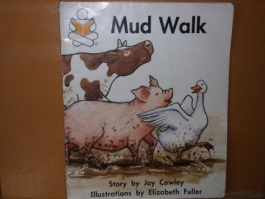 Mud Walk
Story by Joy Cowley
Illustrations by Elizabeth Fuller